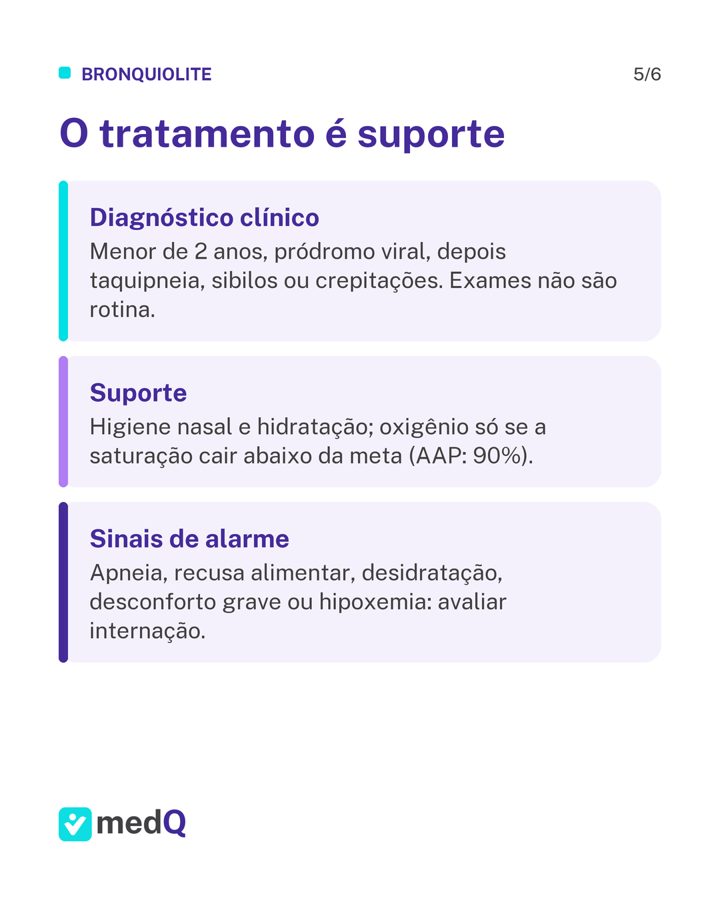 BRONQUIOLITE
5/6
O tratamento é suporte
Diagnóstico clínico
Menor de 2 anos, pródromo viral, depois
taquipneia, sibilos ou crepitações. Exames não são
rotina.
Suporte
Higiene nasal e hidratação; oxigênio só se a
saturação cair abaixo da meta (AAP: 90%).
Sinais de alarme
Apneia, recusa alimentar, desidratação,
desconforto grave ou hipoxemia: avaliar
internação.
medQ